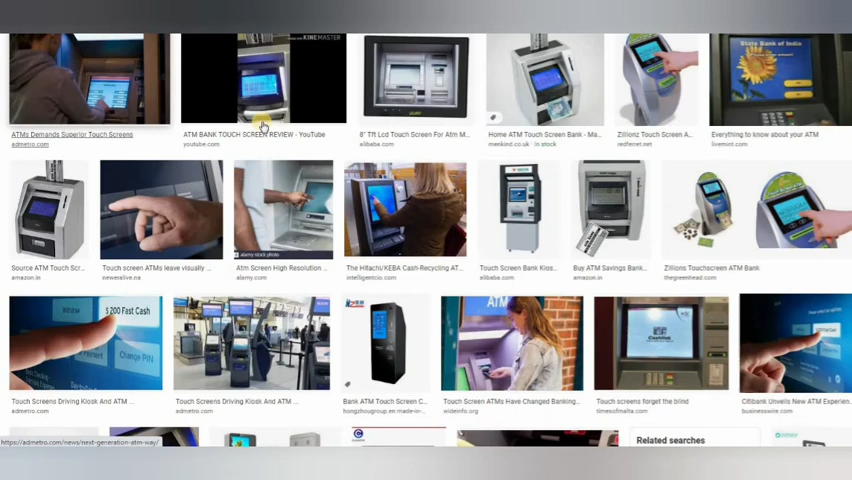 KINEMASTER
State Bank of India
ATMs Demands Superior Touch Screens
admetro.com
ATM BANK TOUCH SCREEN REVIEW - YouTube
youtube.com
8" Tft Lcd Touch Screen For Atm M...
alibaba.com
Home ATM Touch Screen Bank - Ma...
menkind.co.uk · In stock
Zillionz Touch Screen A...
redferret.net
Everything to know about your ATM
livemint.com
alamy stock photo
Source ATM Touch Scr...
amazon.in
Touch screen ATMs leave visually ...
neweralive.na
Atm Screen High Resolution ...
alamy.com
The Hitachi/KEBA Cash-Recycling AT...
intelligentcio.com
Touch Screen Bank Kios...
alibaba.com
Buy ATM Savings Bank...
amazon.in
Zillions Touchscreen ATM Bank
thegreenhead.com
$200 Fast Cash
Change PIN
ATM
Cashlink
Touch Screens Driving Kiosk And ATM ...
admetro.com
Touch Screens Driving Kiosk And ATM ...
admetro.com
Bank ATM Touch Screen C...
hongzhougroup.en.made-in-...
Touch Screen ATMs Have Changed Banking...
wideinfo.org
Touch screens forget the blind
timesofmalta.com
Citibank Unveils New ATM Experien...
businesswire.com
https://admetro.com/news/next-generation-atm-way/
Related searches